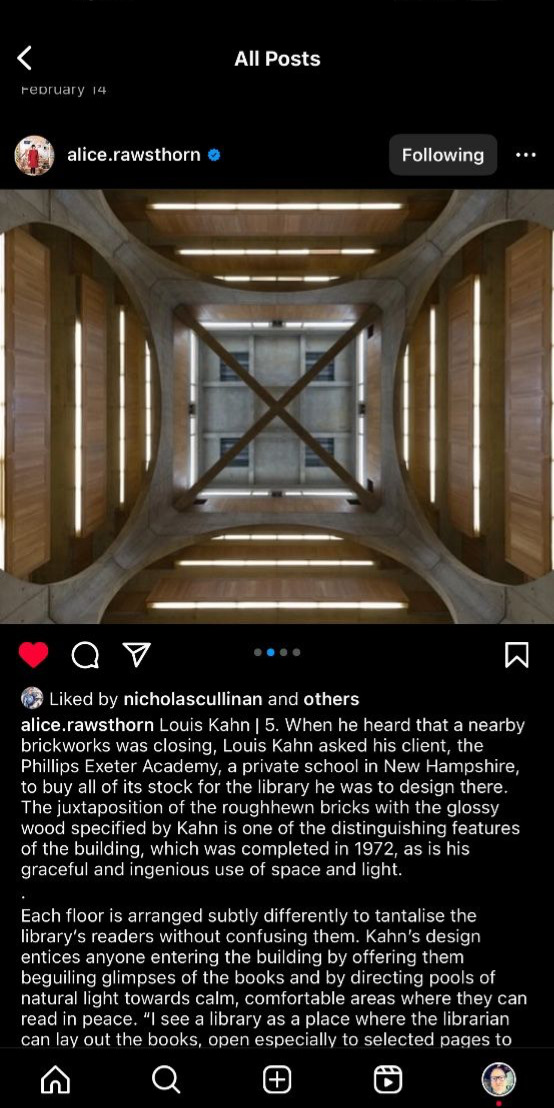 All Posts
February 14
alice.rawsthorn
Following
Liked by nicholascullinan and others
alice.rawsthorn Louis Kahn | 5. When he heard that a nearby
brickworks was closing, Louis Kahn asked his client, the
Phillips Exeter Academy, a private school in New Hampshire,
to buy all of its stock for the library he was to design there.
The juxtaposition of the roughhewn bricks with the glossy
wood specified by Kahn is one of the distinguishing features
of the building, which was completed in 1972, as is his
graceful and ingenious use of space and light.
.
Each floor is arranged subtly differently to tantalise the
library’s readers without confusing them. Kahn’s design
entices anyone entering the building by offering them
beguiling glimpses of the books and by directing pools of
natural light towards calm, comfortable areas where they can
read in peace. “I see a library as a place where the librarian
can lay out the books, open especially to selected pages to